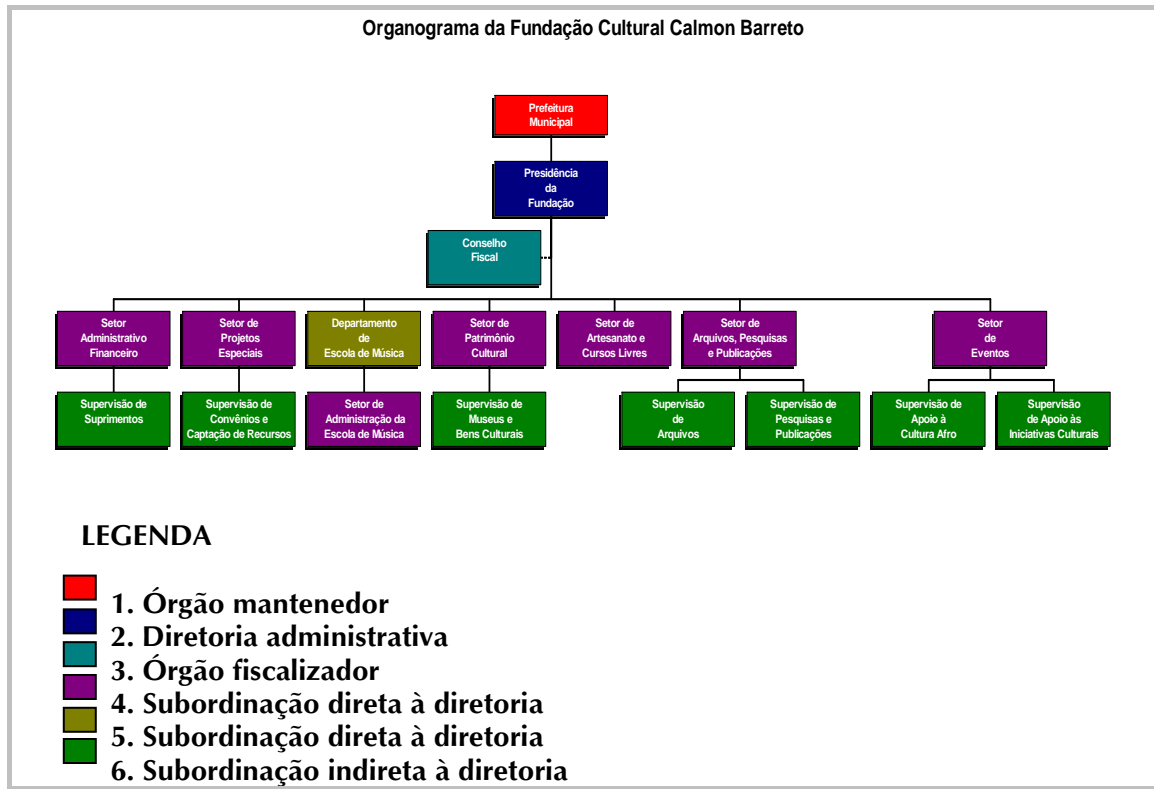 Organograma da Fundação Cultural Calmon Barreto
Prefeitura
Municipal
Presidência
da
Fundação
Conselho
Fiscal
Setor
Administrativo
Financeiro
Setor de
Projetos
Especiais
Departamento
de
Escola de Música
Setor de
Patrimônio
Cultural
Setor de
Artesanato e
Cursos Livres
Setor de
Arquivos, Pesquisas
e Publicações
Setor
de
Eventos
Supervisão de
Suprimentos
Supervisão de
Convênios e
Captação de Recursos
Setor de
Administração da
Escola de Música
Supervisão de
Museus e
Bens Culturais
Supervisão
de
Arquivos
Supervisão de
Pesquisas e
Publicações
Supervisão de
Apoio à
Cultura Afro
Supervisão
de Apoio às
Iniciativas Culturais
LEGENDA
1. Órgão mantenedor
2. Diretoria administrativa
3. Órgão fiscalizador
4. Subordinação direta à diretoria
5. Subordinação direta à diretoria
6. Subordinação indireta à diretoria